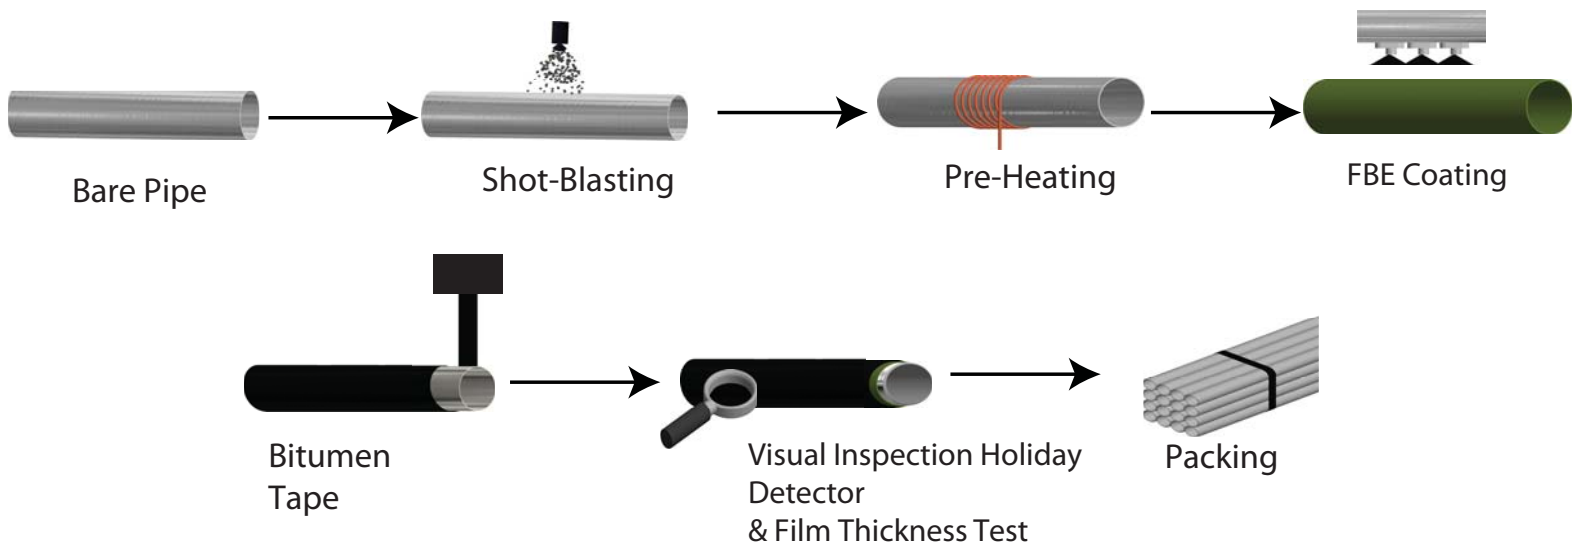 Bare Pipe
Shot-Blasting
Pre-Heating
FBE Coating
Bitumen
Tape
Visual Inspection Holiday
Detector
& Film Thickness Test
Packing